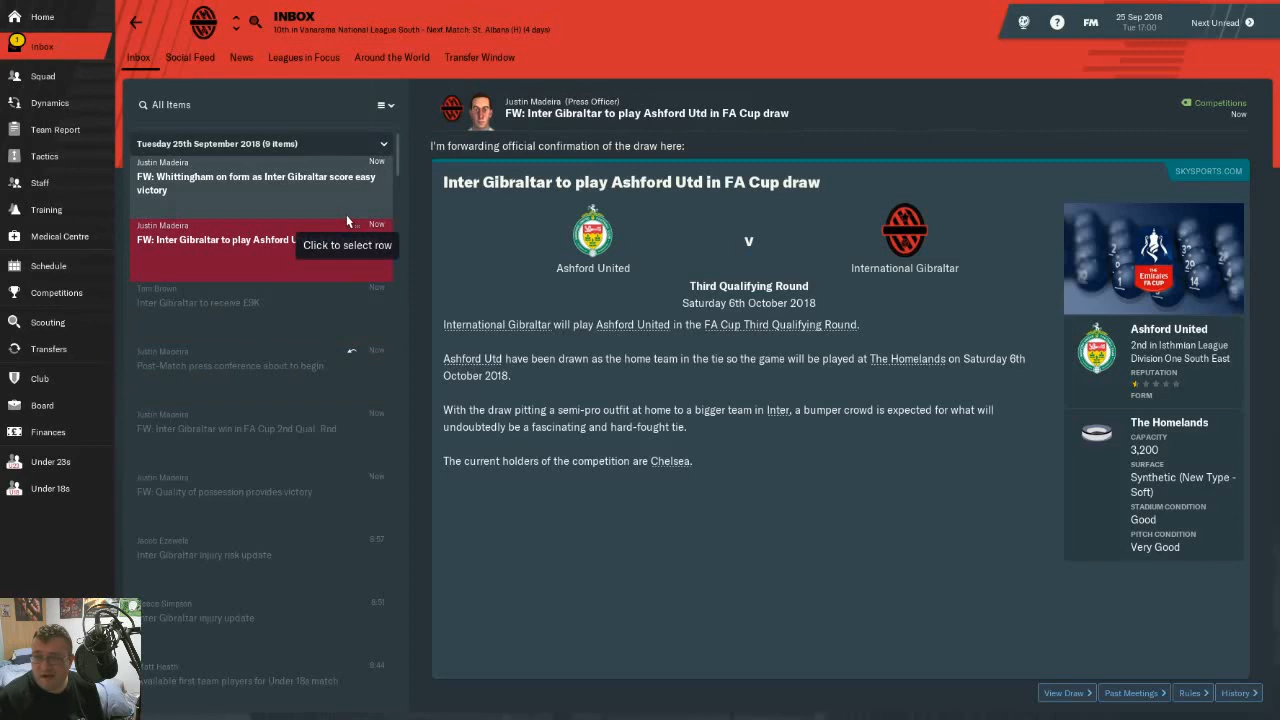 Home
1
Inbox
Squad
Dynamics
Team Report
Tactics
Staff
Training
Medical Centre
Schedule
Competitions
Scouting
Transfers
Club
Board
Finances
Under 23s
Under 18s
INBOX
10th in Vanarama National League South - Next Match: St. Albans (H) (4 days)
FM
25 Sep 2018
Tue 17:00
Next Unread
Inbox
Social Feed
News
Leagues in Focus
Around the World
Transfer Window
All Items
Tuesday 25th September 2018 (9 items)
Justin Madeira
Now
FW: Whittingham on form as Inter Gibraltar score easy
victory
Justin Madeira
Now
FW: Inter Gibraltar to play Ashford U
Click to select row
Tom Brown
Now
Inter Gibraltar to receive £9K
Justin Madeira
Now
Post-Match press conference about to begin
Justin Madeira
Now
FW: Inter Gibraltar win in FA Cup 2nd Qual. Rnd
Justin Madeira
Now
FW: Quality of possession provides victory
Jacob Ezewele
8:57
Inter Gibraltar injury risk update
Reece Simpson
8:51
Inter Gibraltar injury update
Matt Heath
8:44
Available first team players for Under 18s match
Justin Madeira (Press Officer)
FW: Inter Gibraltar to play Ashford Utd in FA Cup draw
Competitions
Now
I'm forwarding official confirmation of the draw here:
Inter Gibraltar to play Ashford Utd in FA Cup draw
SKYSPORTS.COM
v
Ashford United
International Gibraltar
Third Qualifying Round
Saturday 6th October 2018
International Gibraltar will play Ashford United in the FA Cup Third Qualifying Round.
Ashford Utd have been drawn as the home team in the tie so the game will be played at The Homelands on Saturday 6th
October 2018.
With the draw pitting a semi-pro outfit at home to a bigger team in Inter, a bumper crowd is expected for what will
undoubtedly be a fascinating and hard-fought tie.
The current holders of the competition are Chelsea.
The Emirates
FA CUP
Ashford United
2nd in Isthmian League
Division One South East
REPUTATION
FORM
The Homelands
CAPACITY
3,200
SURFACE
Synthetic (New Type -
Soft)
STADIUM CONDITION
Good
PITCH CONDITION
Very Good
View Draw
Past Meetings
Rules
History